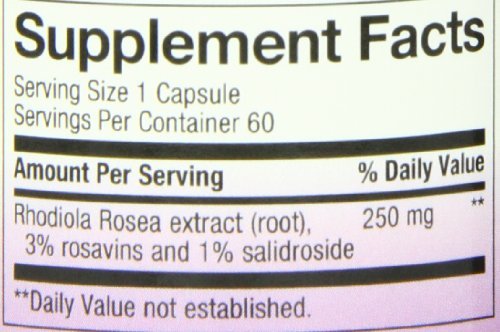 Supplement Facts
Serving Size 1 Capsule
Servings Per Container 60
Amount Per Serving % Daily Value
Rhodiola Rosea extract (root), 250 mg **
3% rosavins and 1% salidroside
**Daily Value not established.